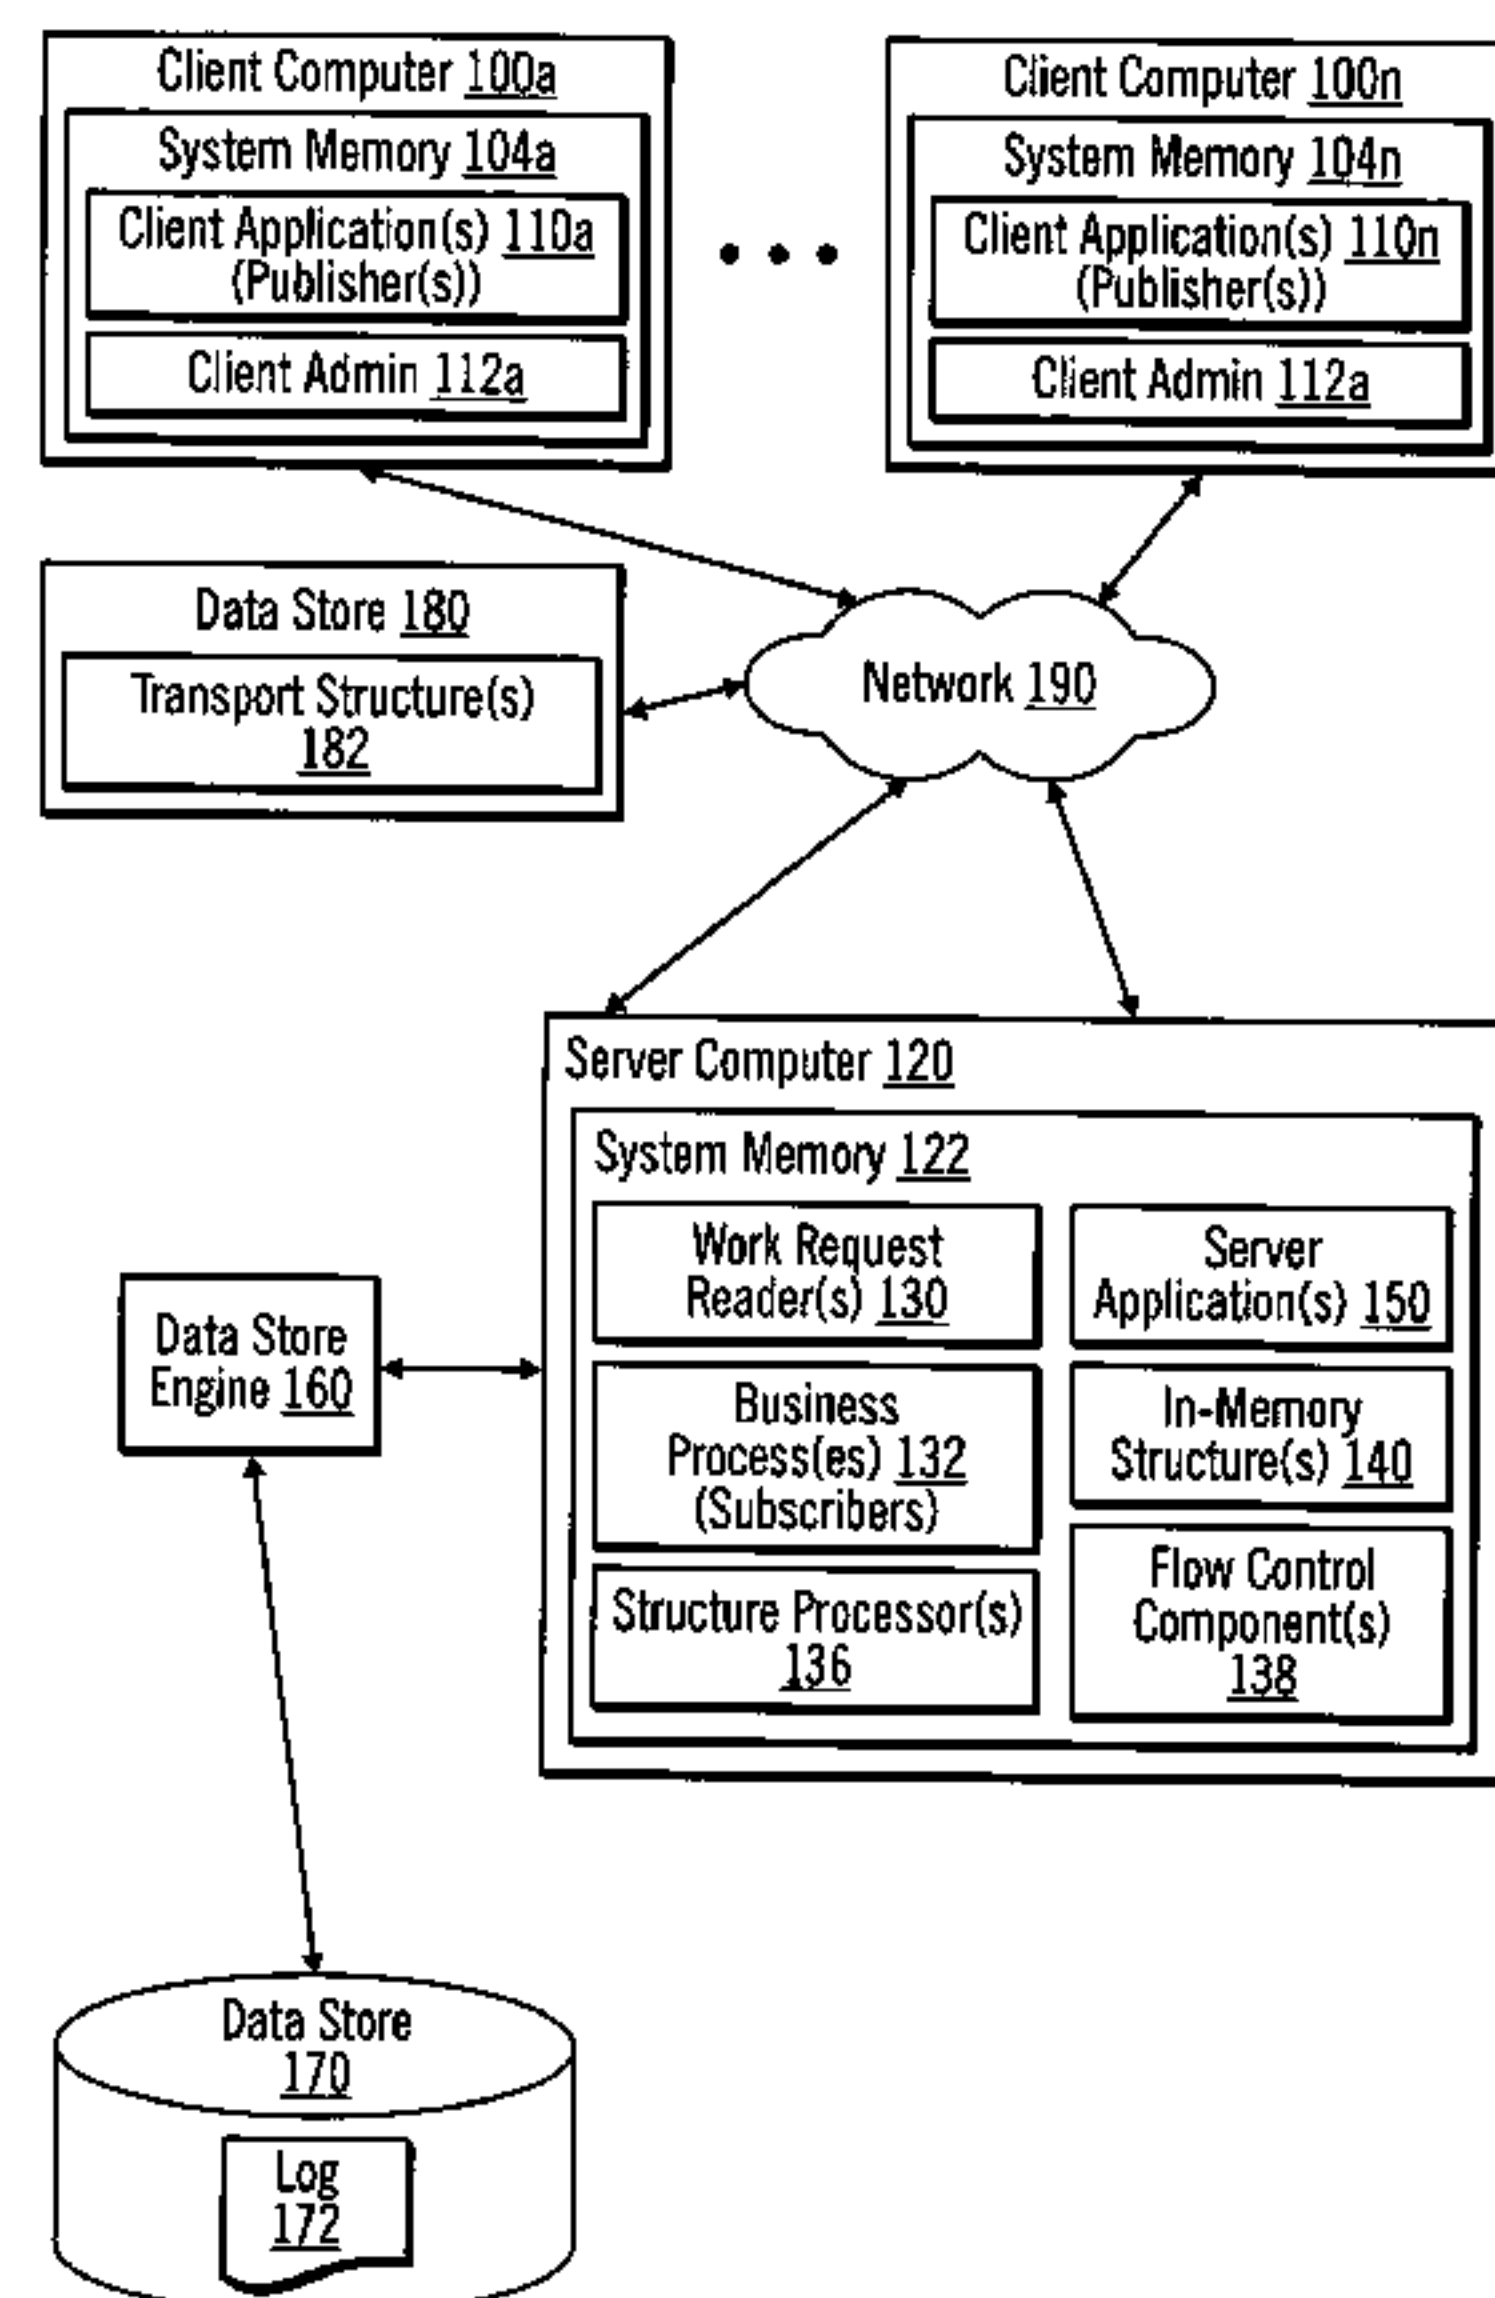 Client Computer 100a
System Memory 104a
Client Application(s) 110a
(Publisher(s))
Client Admin 112a
Client Computer 100n
System Memory 104n
Client Application(s) 110n
(Publisher(s))
Client Admin 112a
Data Store 180
Transport Structure(s)
182
Network 190
Server Computer 120
System Memory 122
Work Request
Reader(s) 130
Server
Application(s) 150
Business
Process(es) 132
(Subscribers)
In-Memory
Structure(s) 140
Structure Processor(s)
136
Flow Control
Component(s)
138
Data Store
Engine 160
Data Store
170
Log
172